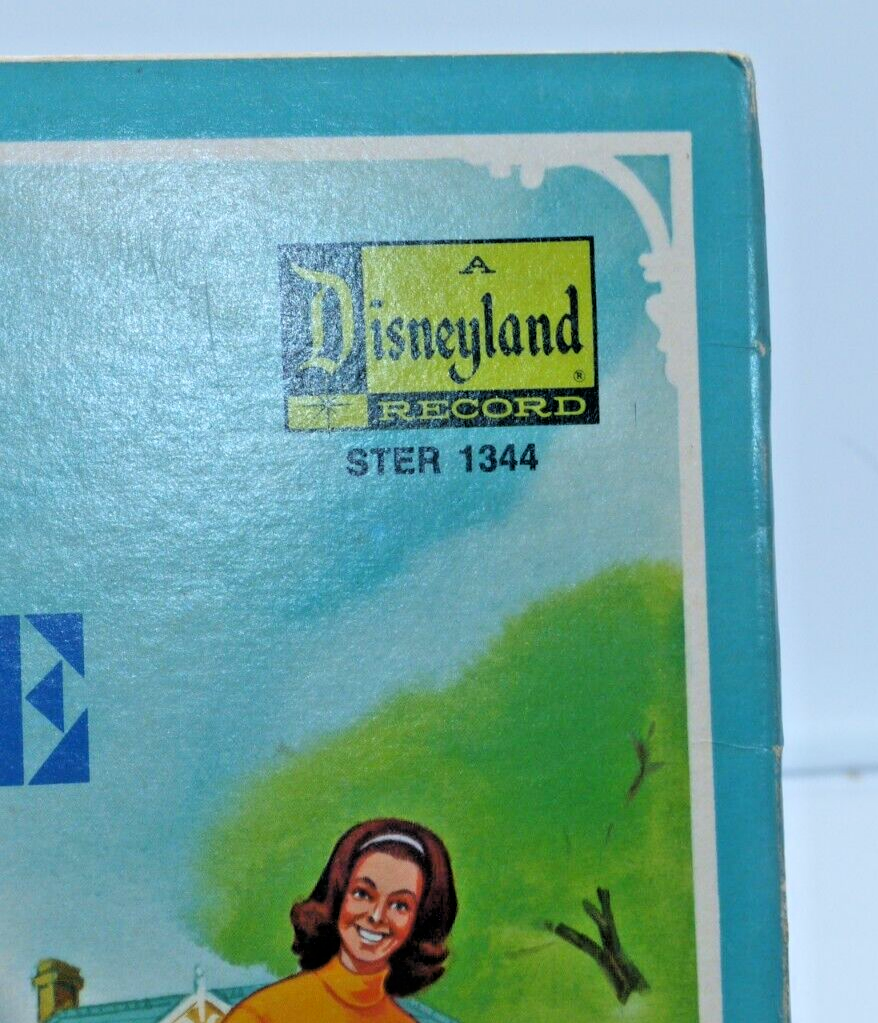 A
Disneyland
®
RECORD
STER 1344
E